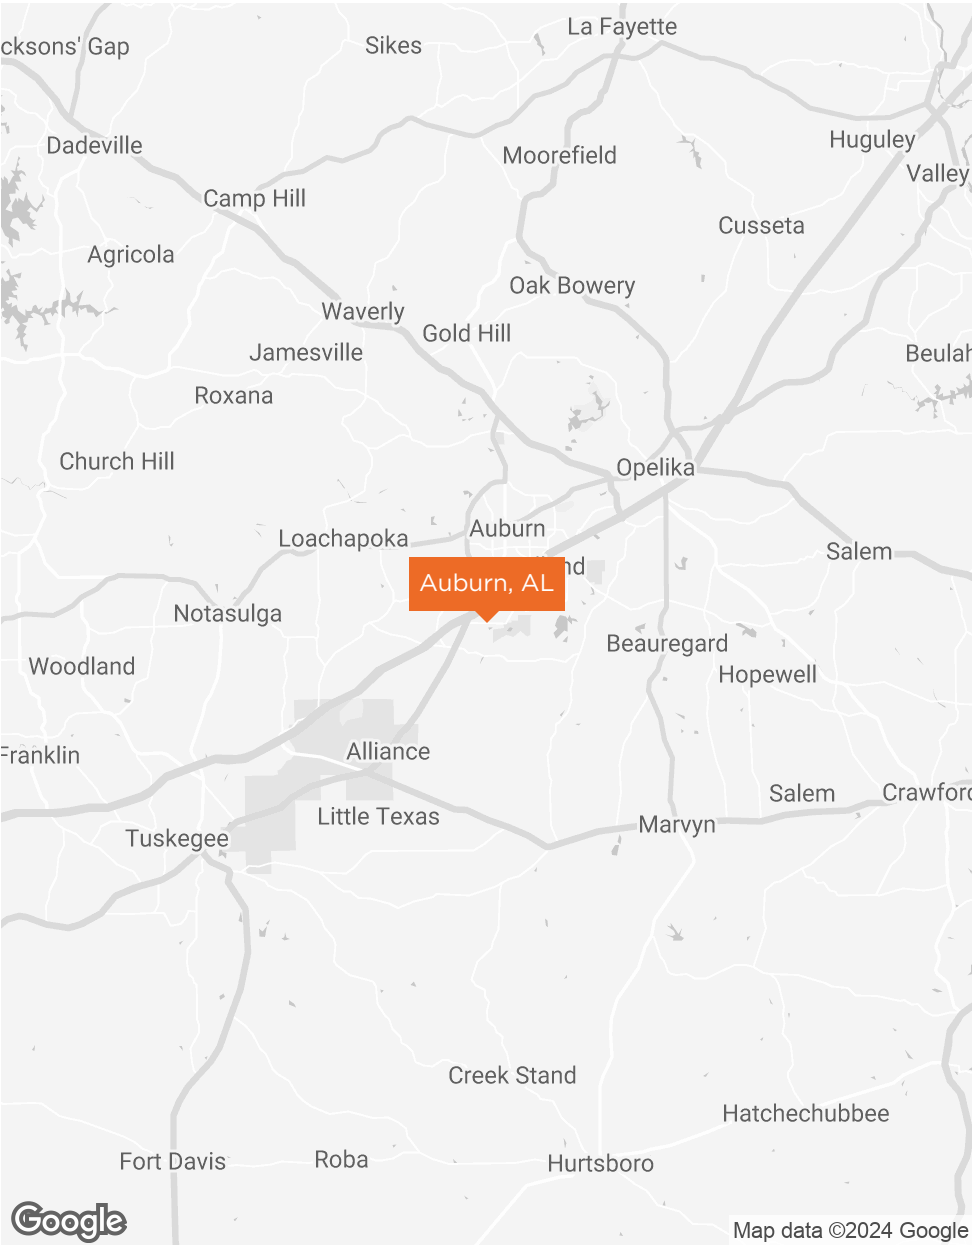 La Fayette
cksons' Gap
Sikes
Dadeville
Huguley
Moorefield
Valley
Camp Hill
Cusseta
Agricola
Oak Bowery
Waverly
Gold Hill
Jamesville
Beulah
Roxana
Church Hill
Opelika
Auburn
Loachapoka
Salem
Auburn, AL
Notasulga
Beauregard
Woodland
Hopewell
Alliance
Franklin
Salem
Crawford
Little Texas
Marvyn
Tuskegee
Creek Stand
Hatchechubbee
Fort Davis
Roba
Hurtsboro
Google
Map data ©2024 Google